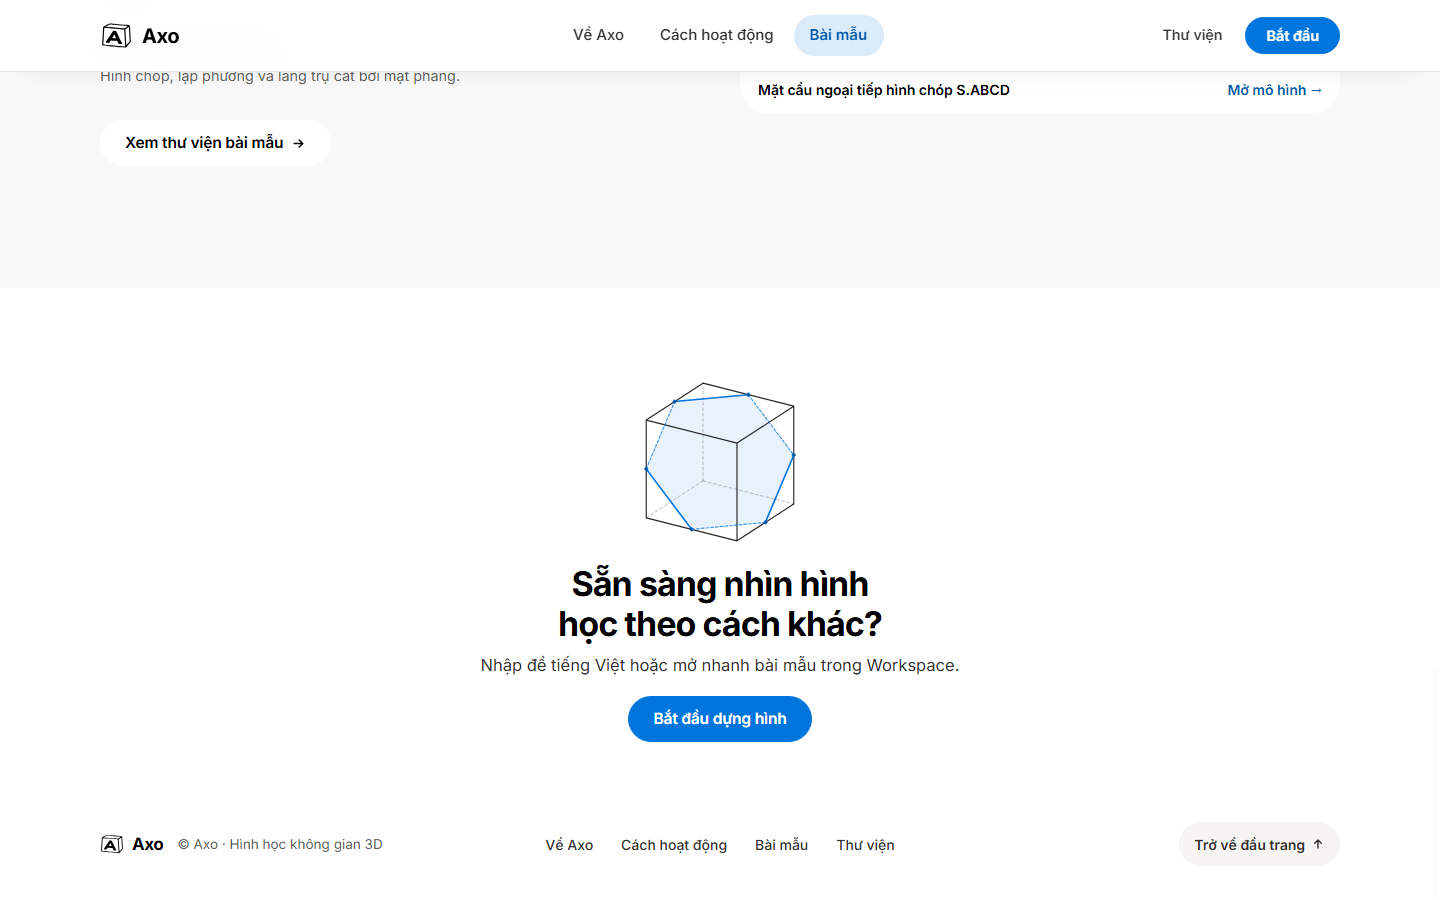 Axo
Về Axo
Cách hoạt động
Bài mẫu
Thư viện
Bắt đầu
Hình chóp, lập phương và lăng trụ cắt bởi mặt phẳng.
Xem thư viện bài mẫu →
Mặt cầu ngoại tiếp hình chóp S.ABCD
Mở mô hình →
Sẵn sàng nhìn hình
học theo cách khác?
Nhập đề tiếng Việt hoặc mở nhanh bài mẫu trong Workspace.
Bắt đầu dựng hình
Axo
© Axo · Hình học không gian 3D
Về Axo
Cách hoạt động
Bài mẫu
Thư viện
Trở về đầu trang ↑